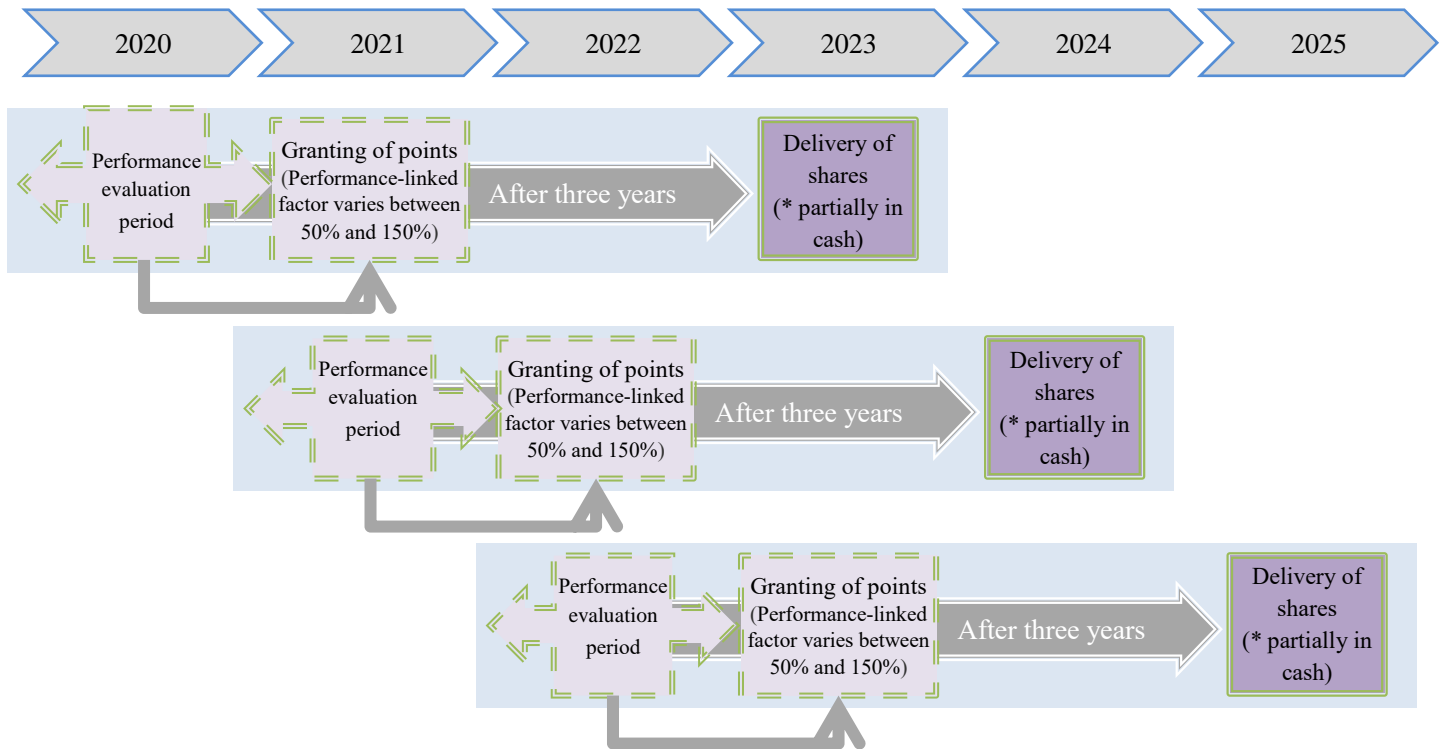 2020
2021
2022
2023
2024
2025
Performance
evaluation
period
Granting of points
(Performance-linked
factor varies between
50% and 150%)
After three years
Delivery of
shares
(* partially in
cash)
Performance
evaluation
period
Granting of points
(Performance-linked
factor varies between
50% and 150%)
After three years
Delivery of
shares
(* partially in
cash)
Performance
evaluation
period
Granting of points
(Performance-linked
factor varies between
50% and 150%)
After three years
Delivery of
shares
(* partially in
cash)